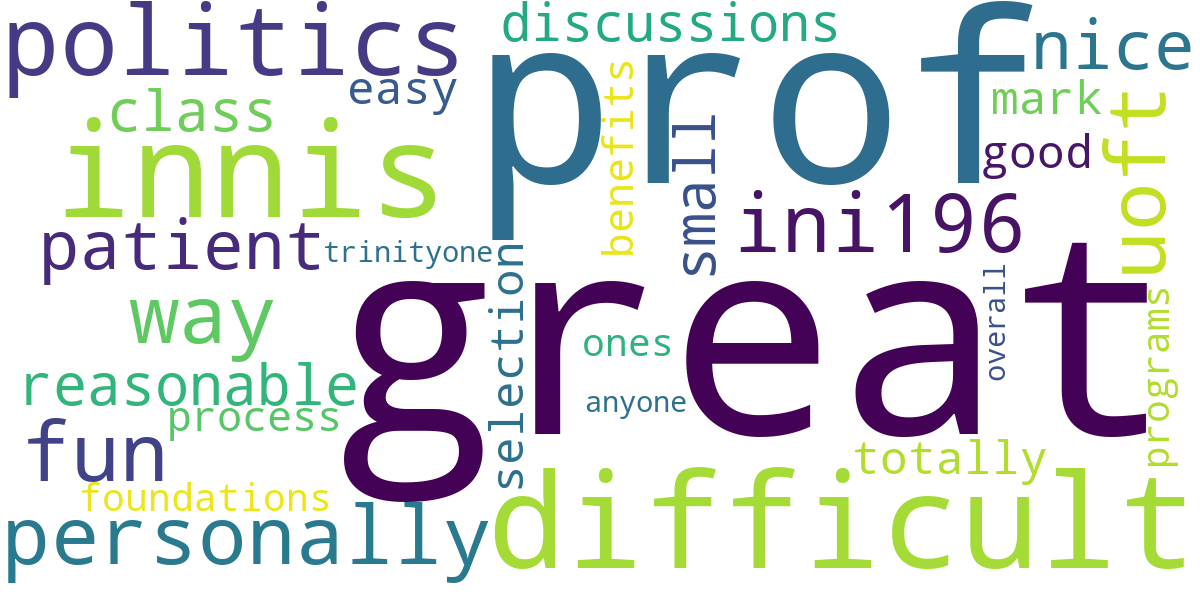 politics
discussions
prof
nice
easy
class
benefits
small
mark
uoft
innis
good
ini196
patient
trinityone
selection
great
overall
way
programs
ones
reasonable
process
anyone
fun
totally
foundations
personally
difficult